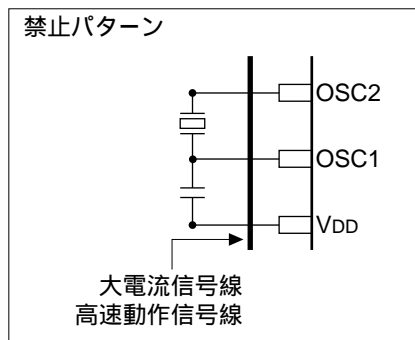 禁止パターン
OSC2
OSC1
VDD
大電流信号線
高速動作信号線